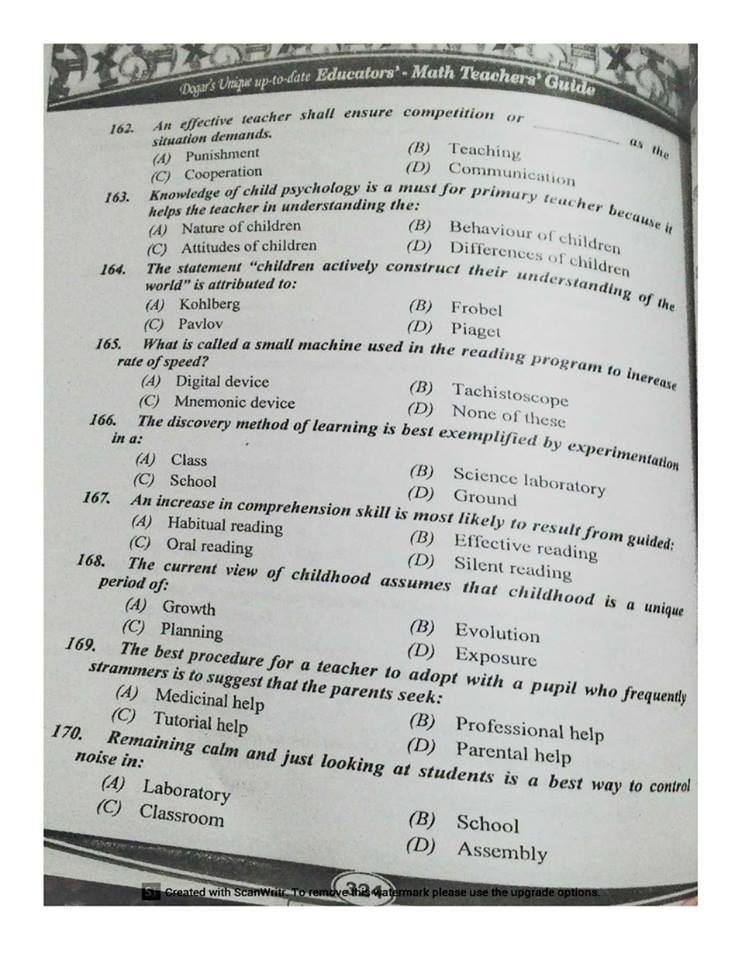 Dogar's Unique up-to-date Educators' - Math Teachers' Guide
162. An effective teacher shall ensure competition or ________ as the
situation demands.
(A) Punishment (B) Teaching
(C) Cooperation (D) Communication
163. Knowledge of child psychology is a must for primary teacher because it
helps the teacher in understanding the:
(A) Nature of children (B) Behaviour of children
(C) Attitudes of children (D) Differences of children
164. The statement “children actively construct their understanding of the
world” is attributed to:
(A) Kohlberg (B) Frobel
(C) Pavlov (D) Piaget
165. What is called a small machine used in the reading program to inerease
rate of speed?
(A) Digital device (B) Tachistoscope
(C) Mnemonic device (D) None of these
166. The discovery method of learning is best exemplified by experimentation
in a:
(A) Class (B) Science laboratory
(C) School (D) Ground
167. An increase in comprehension skill is most likely to result from guided:
(A) Habitual reading (B) Effective reading
(C) Oral reading (D) Silent reading
168. The current view of childhood assumes that childhood is a unique
period of:
(A) Growth (B) Evolution
(C) Planning (D) Exposure
169. The best procedure for a teacher to adopt with a pupil who frequently
strammers is to suggest that the parents seek:
(A) Medicinal help (B) Professional help
(C) Tutorial help (D) Parental help
170. Remaining calm and just looking at students is a best way to control
noise in:
(A) Laboratory (B) School
(C) Classroom (D) Assembly
334
Created with ScanWritr. To remove this watermark please use the upgrade options.